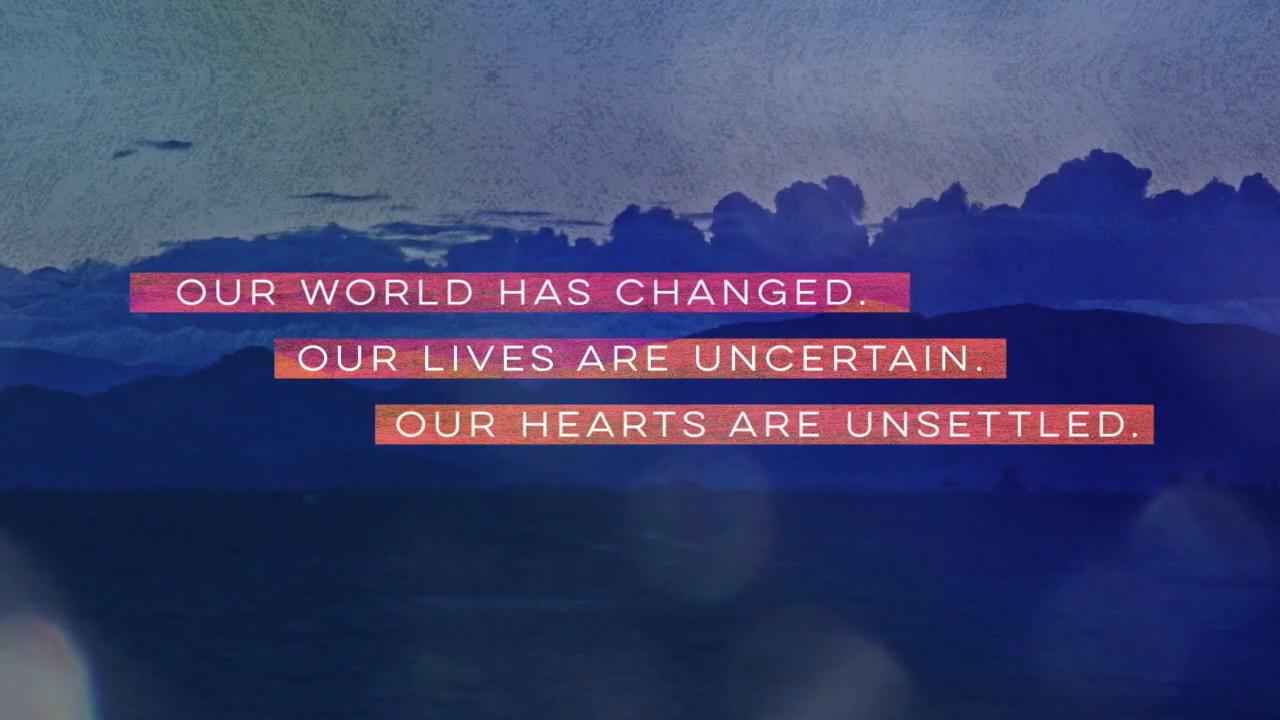 OUR WORLD HAS CHANGED.
OUR LIVES ARE UNCERTAIN.
OUR HEARTS ARE UNSETTLED.